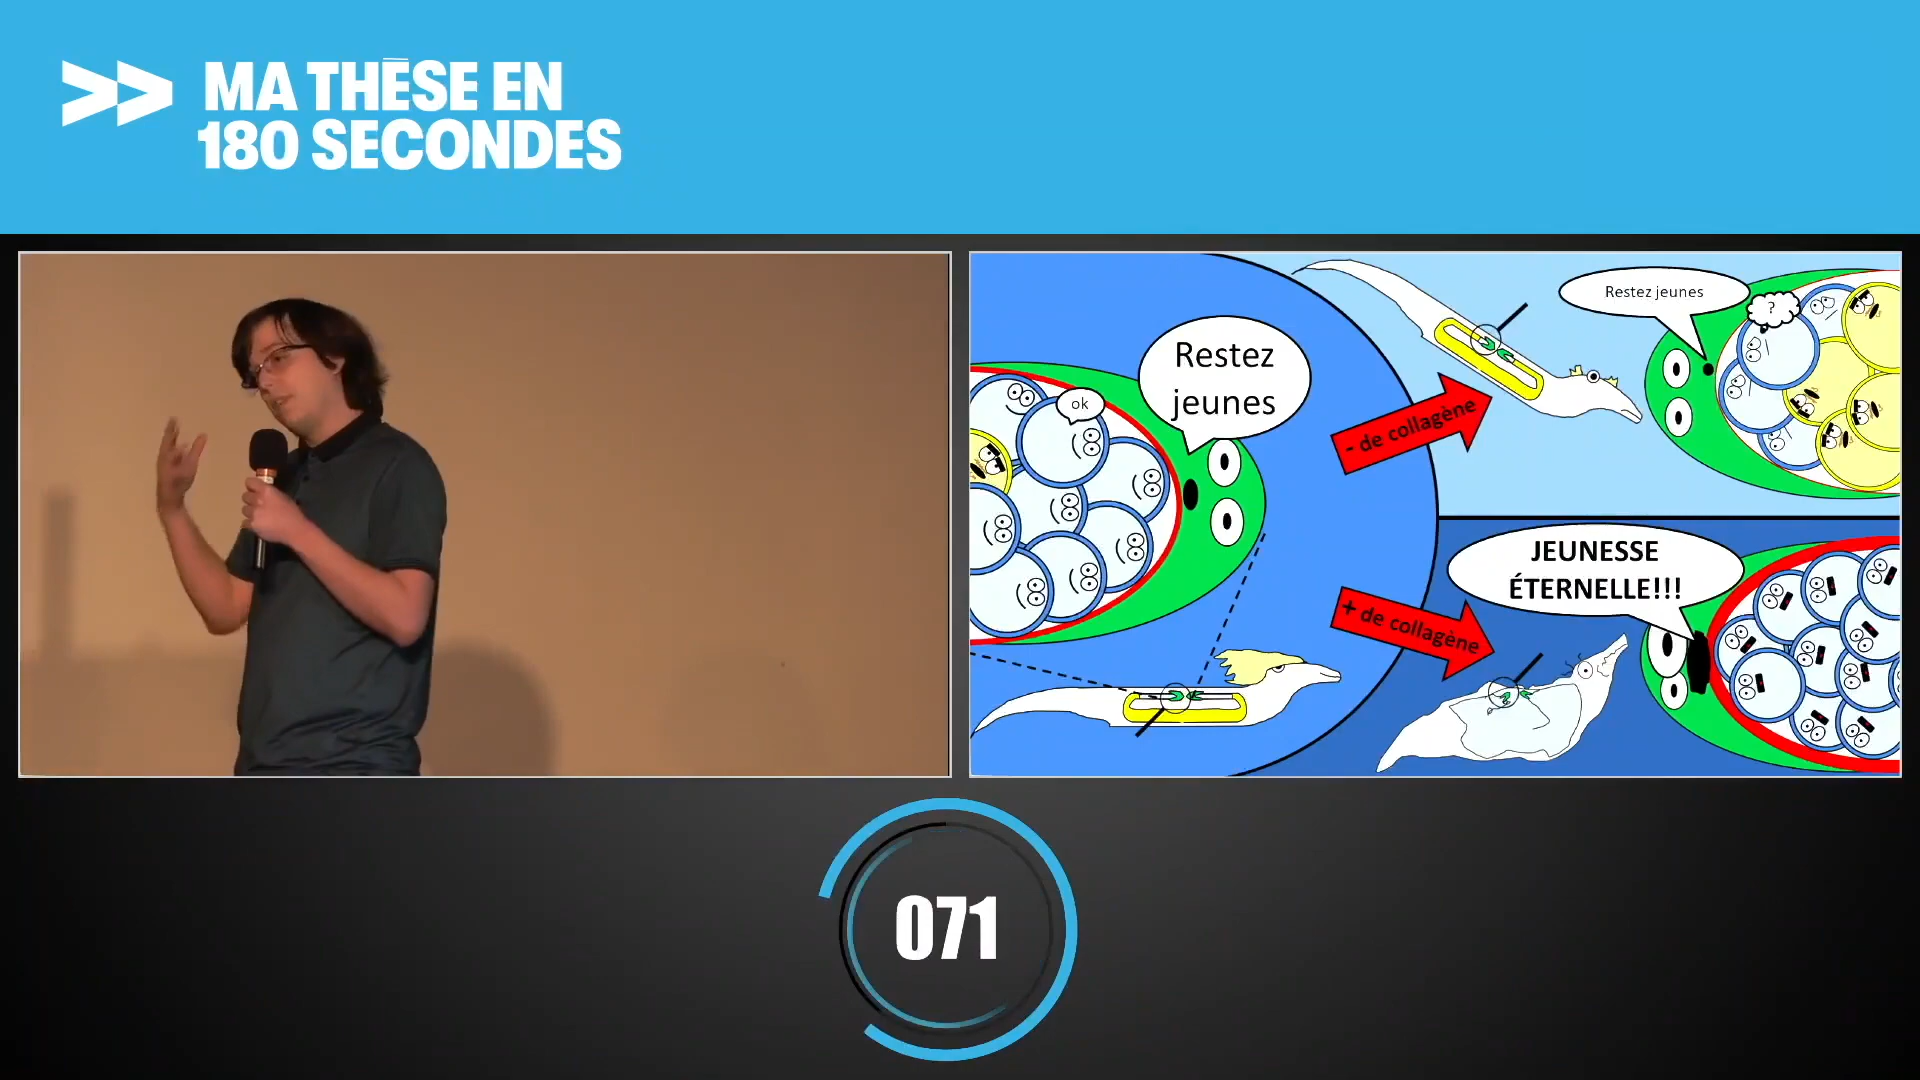 >> MA THÈSE EN
180 SECONDES
Restez
jeunes
ok
- de collagène
Restez jeunes
?
+ de collagène
JEUNESSE
ÉTERNELLE!!!
071